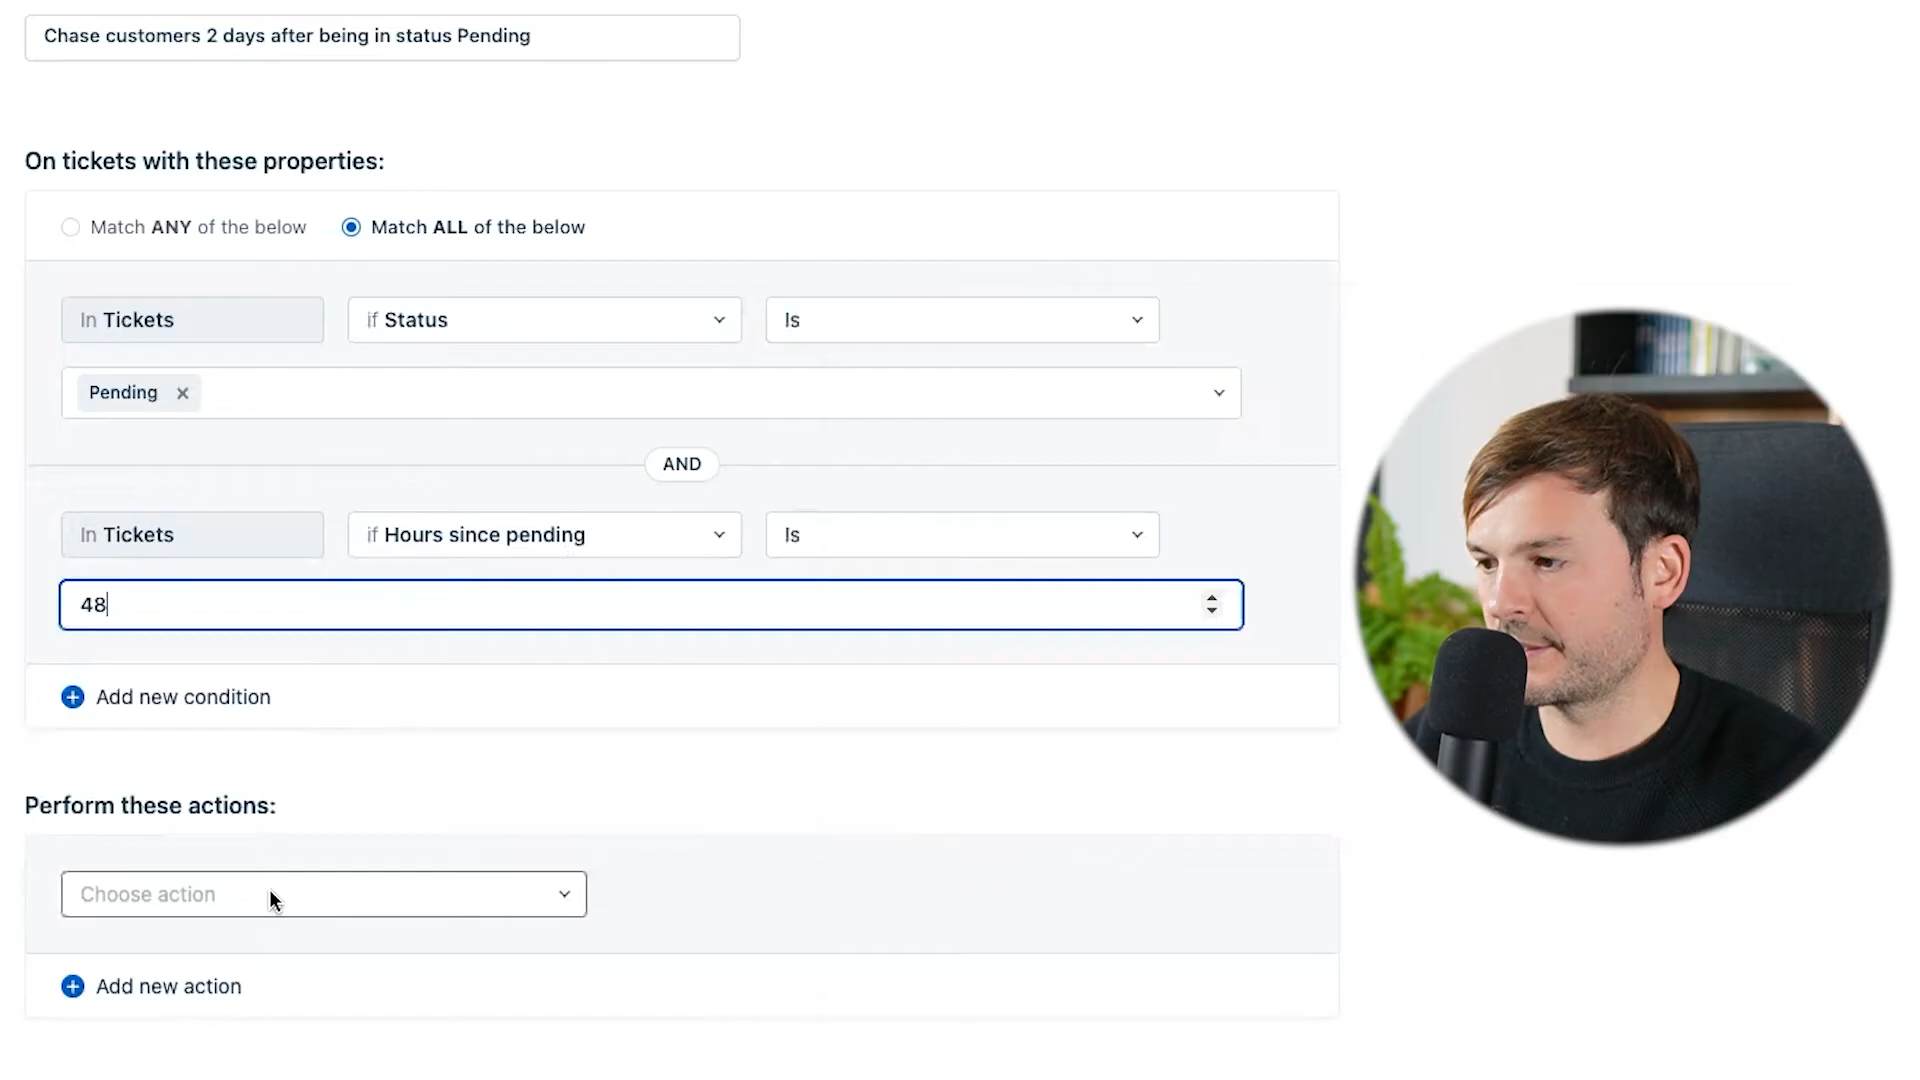 Chase customers 2 days after being in status Pending
On tickets with these properties:
Match ANY of the below
Match ALL of the below
In Tickets
if Status
Is
Pending
AND
In Tickets
if Hours since pending
Is
48
Add new condition
Perform these actions:
Choose action
Add new action